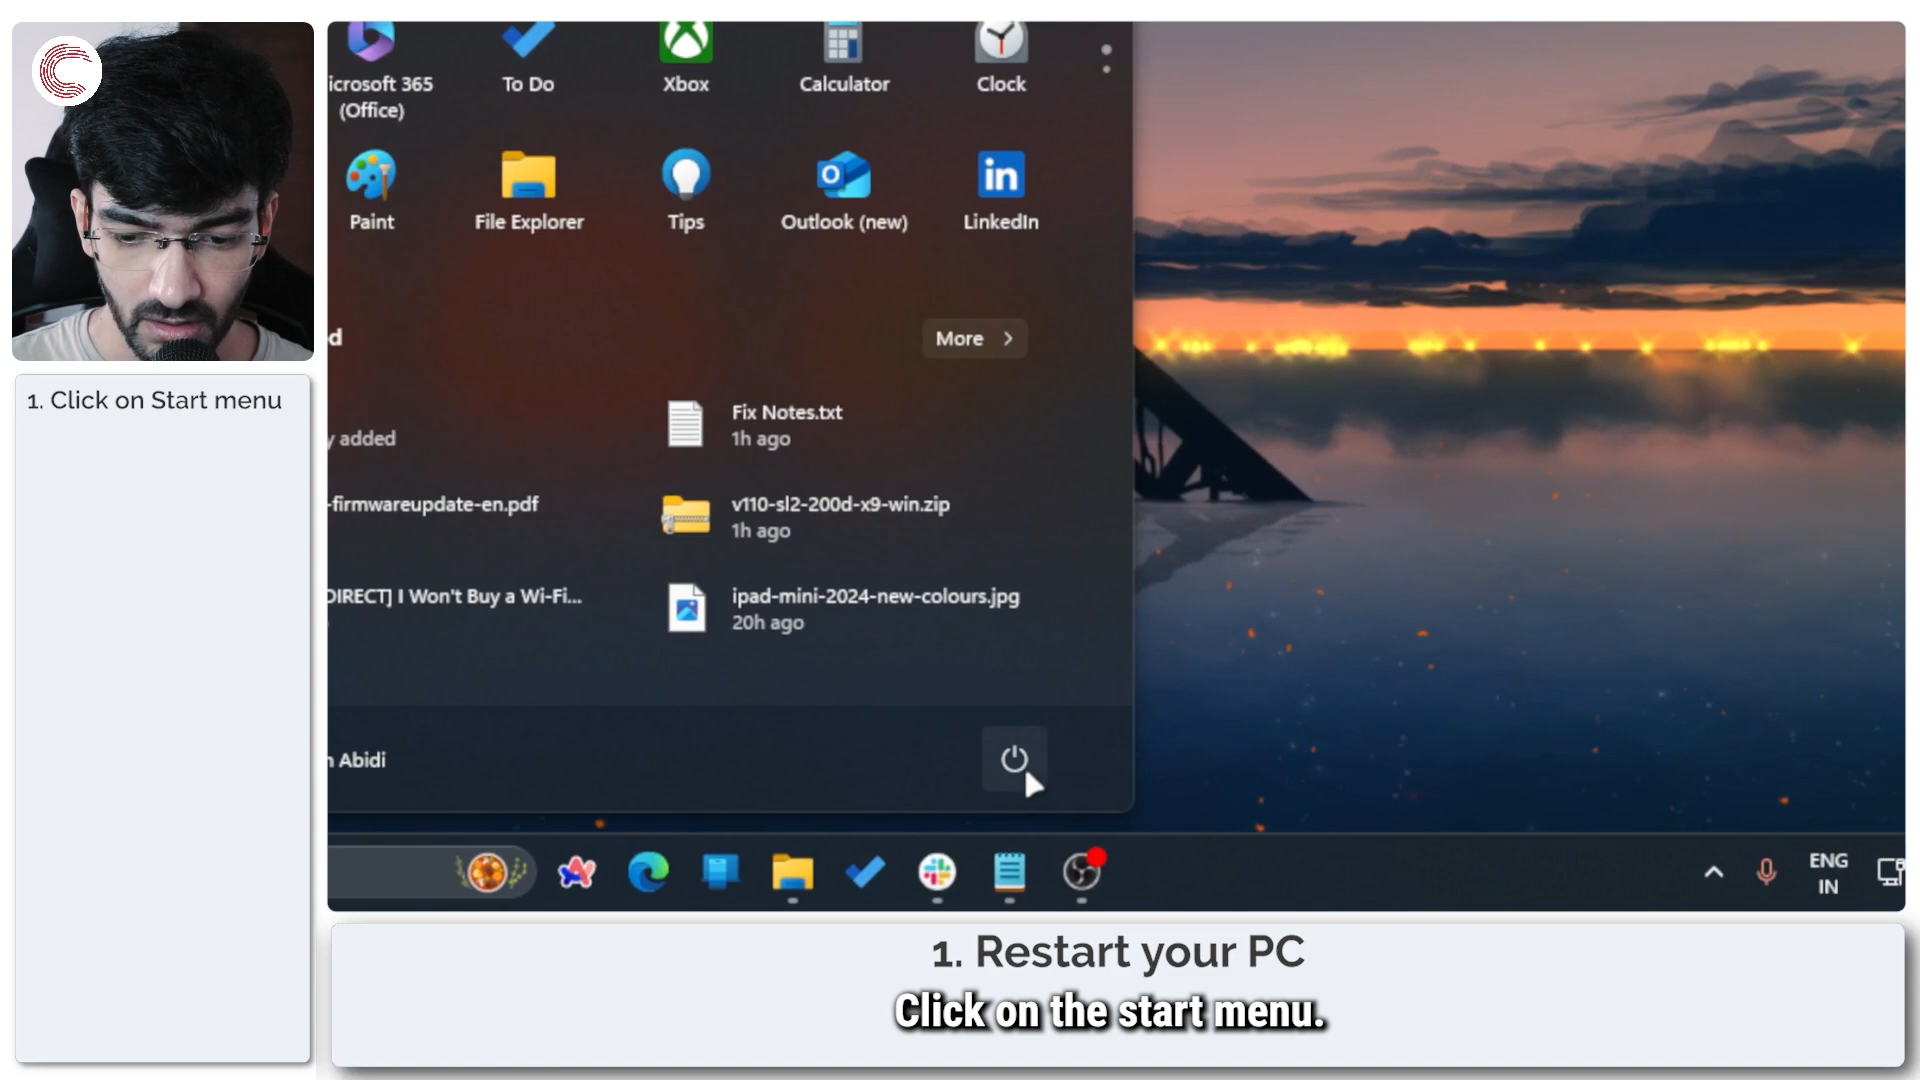 1. Click on Start menu
icrosoft 365
(Office)
To Do
Xbox
Calculator
Clock
Paint
File Explorer
Tips
Outlook (new)
LinkedIn
d
More
y added
Fix Notes.txt
1h ago
-firmwareupdate-en.pdf
v110-sl2-200d-x9-win.zip
1h ago
DIRECT] I Won't Buy a Wi-Fi...
ipad-mini-2024-new-colours.jpg
20h ago
n Abidi
ENG
IN
1. Restart your PC
Click on the start menu.